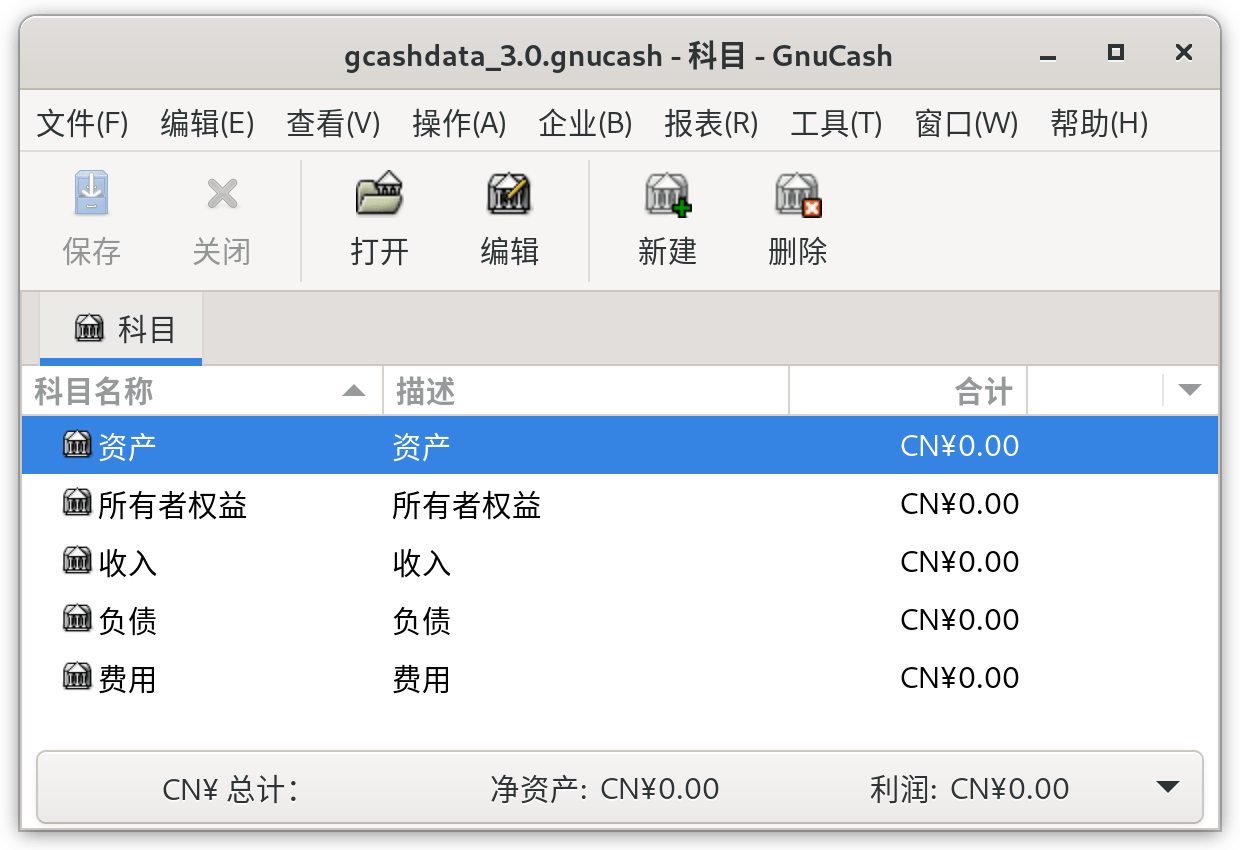 gcashdata_3.0.gnucash - 科目 - GnuCash
文件(F) 编辑(E) 查看(V) 操作(A) 企业(B) 报表(R) 工具(T) 窗口(W) 帮助(H)
保存 关闭 打开 编辑 新建 删除
科目
科目名称 描述 合计
资产 资产 CN¥0.00
所有者权益 所有者权益 CN¥0.00
收入 收入 CN¥0.00
负债 负债 CN¥0.00
费用 费用 CN¥0.00
CN¥ 总计： 净资产: CN¥0.00 利润: CN¥0.00